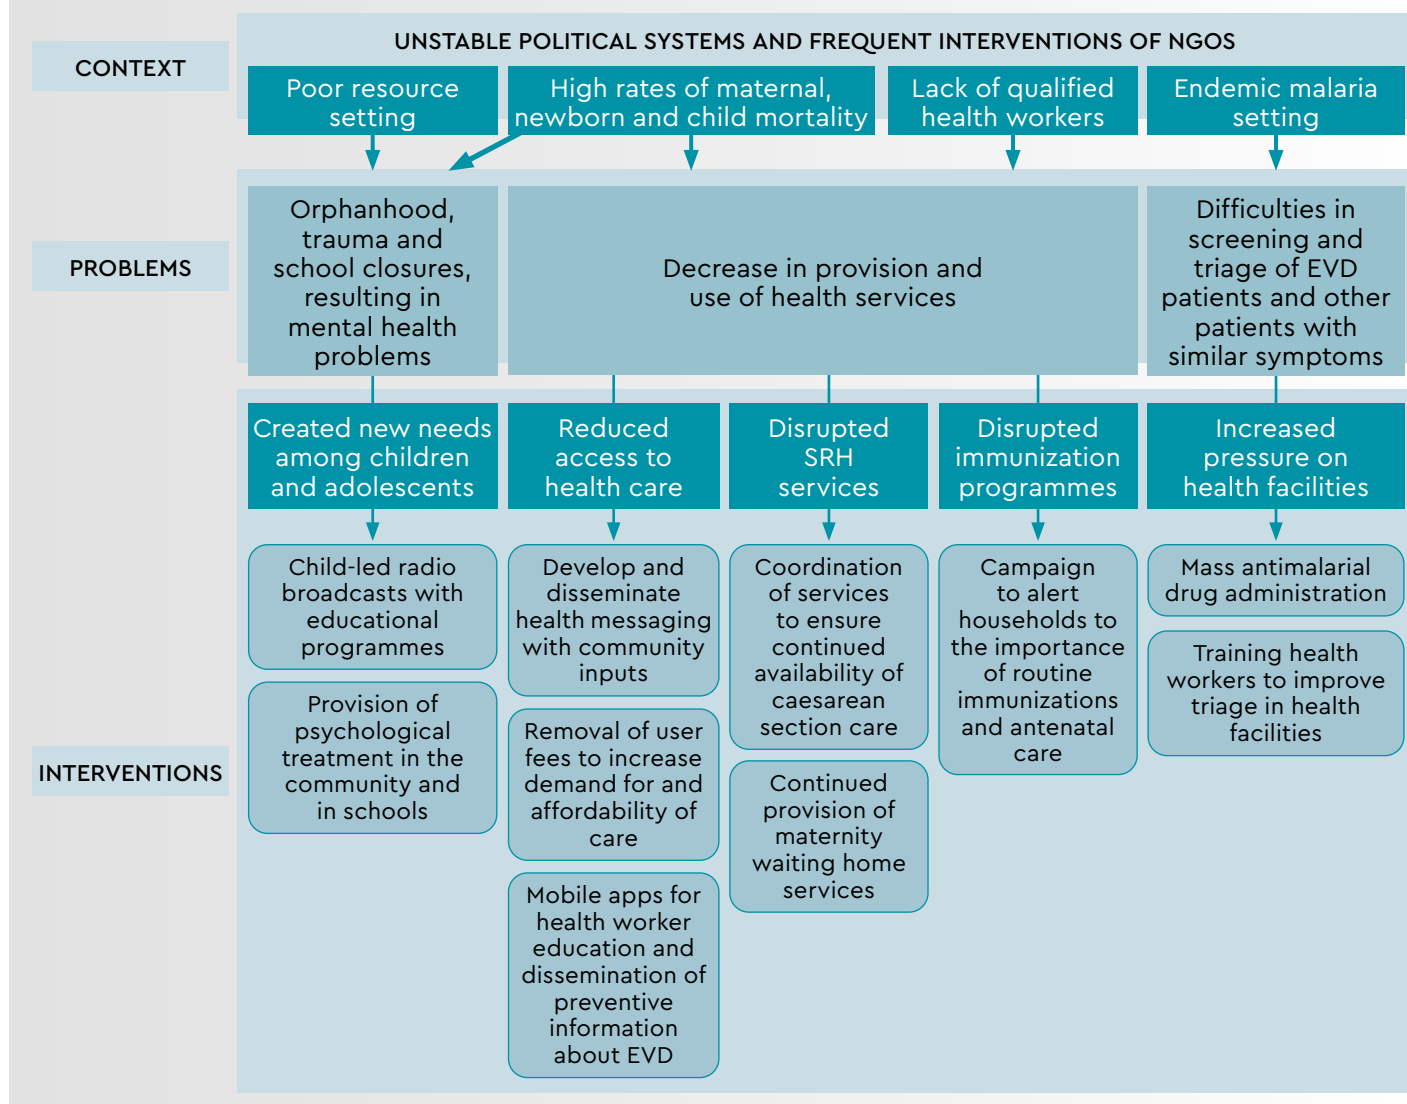 CONTEXT
UNSTABLE POLITICAL SYSTEMS AND FREQUENT INTERVENTIONS OF NGOS
Poor resource
setting
High rates of maternal,
newborn and child mortality
Lack of qualified
health workers
Endemic malaria
setting
PROBLEMS
Orphanhood,
trauma and
school closures,
resulting in
mental health
problems
Decrease in provision and
use of health services
Difficulties in
screening and
triage of EVD
patients and other
patients with
similar symptoms
INTERVENTIONS
Created new needs
among children
and adolescents
Child-led radio
broadcasts with
educational
programmes
Provision of
psychological
treatment in the
community and
in schools
Reduced
access to
health care
Develop and
disseminate
health messaging
with community
inputs
Removal of user
fees to increase
demand for and
affordability of
care
Mobile apps for
health worker
education and
dissemination of
preventive
information
about EVD
Disrupted
SRH
services
Coordination
of services
to ensure
continued
availability of
caesarean
section care
Continued
provision of
maternity
waiting home
services
Disrupted
immunization
programmes
Campaign
to alert
households to
the importance
of routine
immunizations
and antenatal
care
Increased
pressure on
health facilities
Mass antimalarial
drug administration
Training health
workers to improve
triage in health
facilities